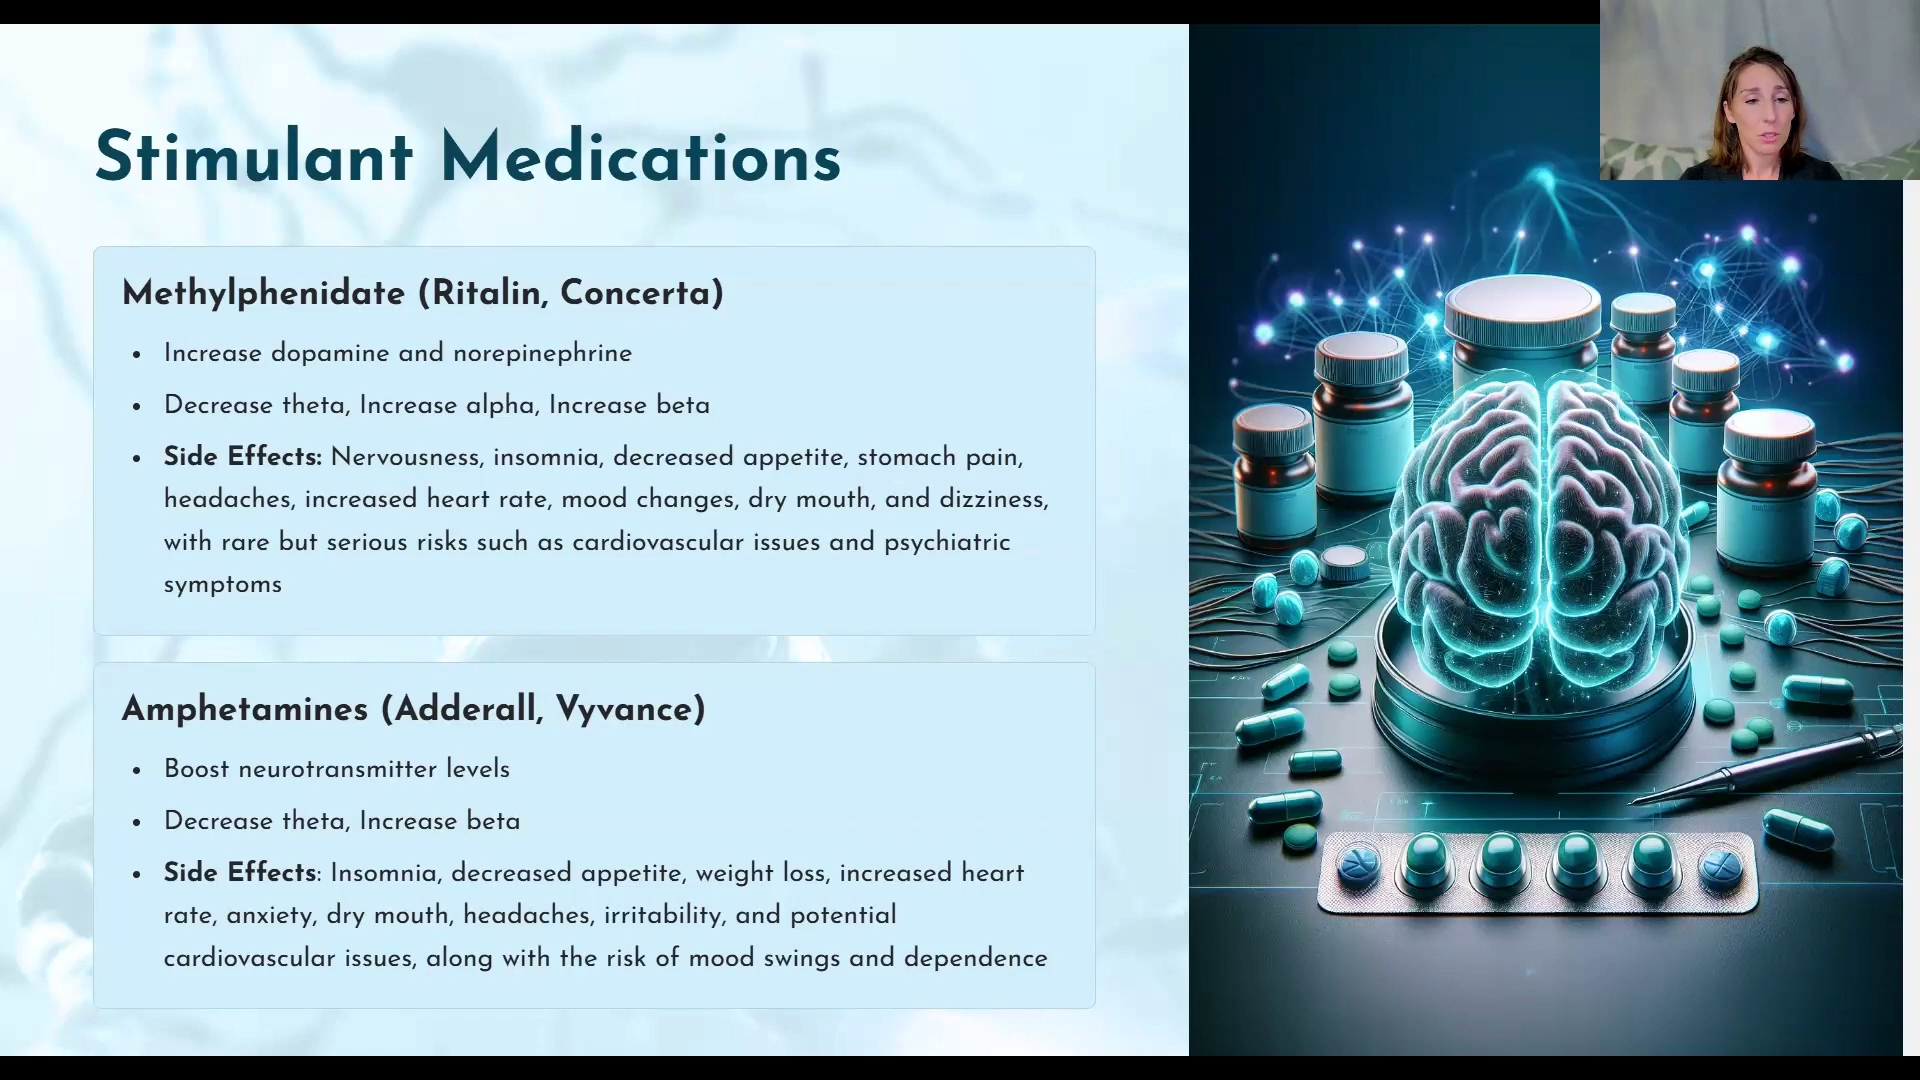 Stimulant Medications
Methylphenidate (Ritalin, Concerta)
• Increase dopamine and norepinephrine
• Decrease theta, Increase alpha, Increase beta
• Side Effects: Nervousness, insomnia, decreased appetite, stomach pain,
headaches, increased heart rate, mood changes, dry mouth, and dizziness,
with rare but serious risks such as cardiovascular issues and psychiatric
symptoms
Amphetamines (Adderall, Vyvance)
• Boost neurotransmitter levels
• Decrease theta, Increase beta
• Side Effects: Insomnia, decreased appetite, weight loss, increased heart
rate, anxiety, dry mouth, headaches, irritability, and potential
cardiovascular issues, along with the risk of mood swings and dependence